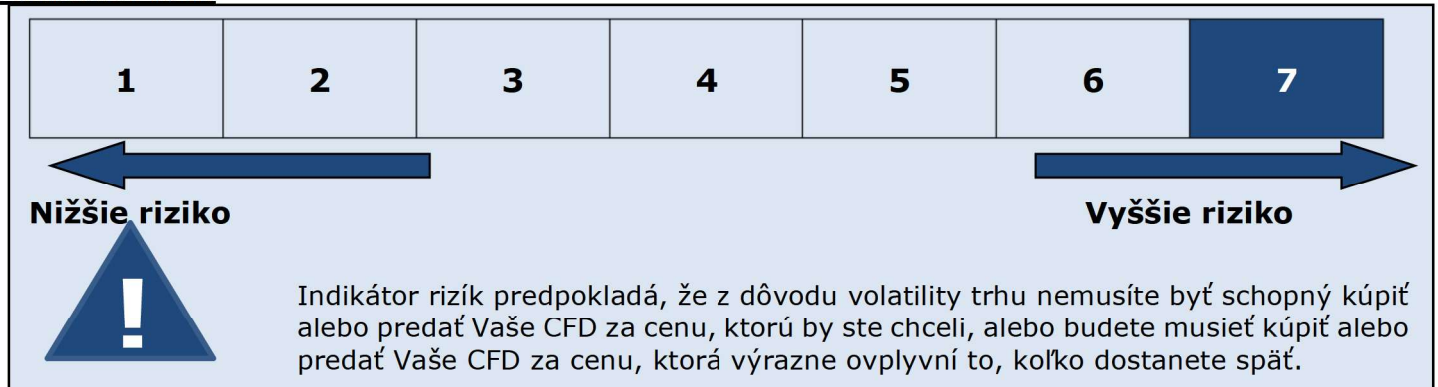 1 2 3 4 5 6 7
Nižšie riziko Vyššie riziko
!
Indikátor rizík predpokladá, že z dôvodu volatility trhu nemusíte byť schopný kúpiť
alebo predať Vaše CFD za cenu, ktorú by ste chceli, alebo budete musieť kúpiť alebo
predať Vaše CFD za cenu, ktorá výrazne ovplyvní to, koľko dostanete späť.